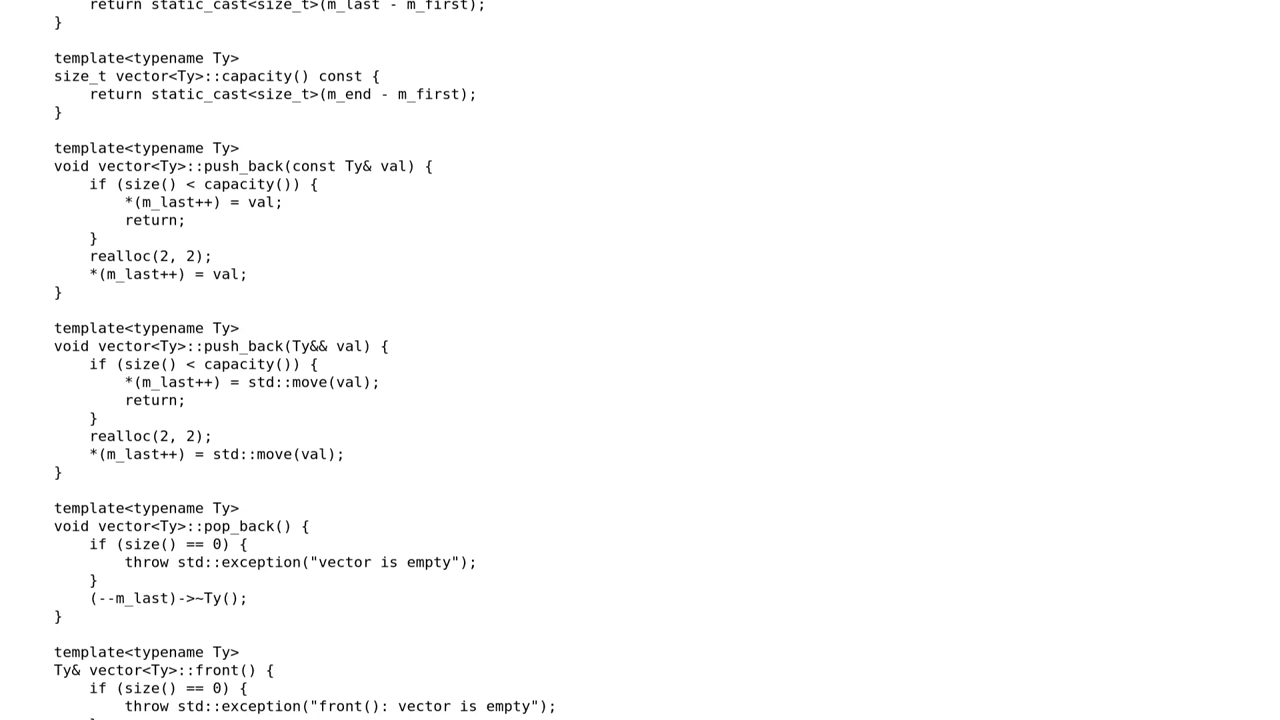 return static_cast<size_t>(m_last - m_first);
}

template<typename Ty>
size_t vector<Ty>::capacity() const {
    return static_cast<size_t>(m_end - m_first);
}

template<typename Ty>
void vector<Ty>::push_back(const Ty& val) {
    if (size() < capacity()) {
        *(m_last++) = val;
        return;
    }
    realloc(2, 2);
    *(m_last++) = val;
}

template<typename Ty>
void vector<Ty>::push_back(Ty&& val) {
    if (size() < capacity()) {
        *(m_last++) = std::move(val);
        return;
    }
    realloc(2, 2);
    *(m_last++) = std::move(val);
}

template<typename Ty>
void vector<Ty>::pop_back() {
    if (size() == 0) {
        throw std::exception("vector is empty");
    }
    (--m_last)->~Ty();
}

template<typename Ty>
Ty& vector<Ty>::front() {
    if (size() == 0) {
        throw std::exception("front(): vector is empty");